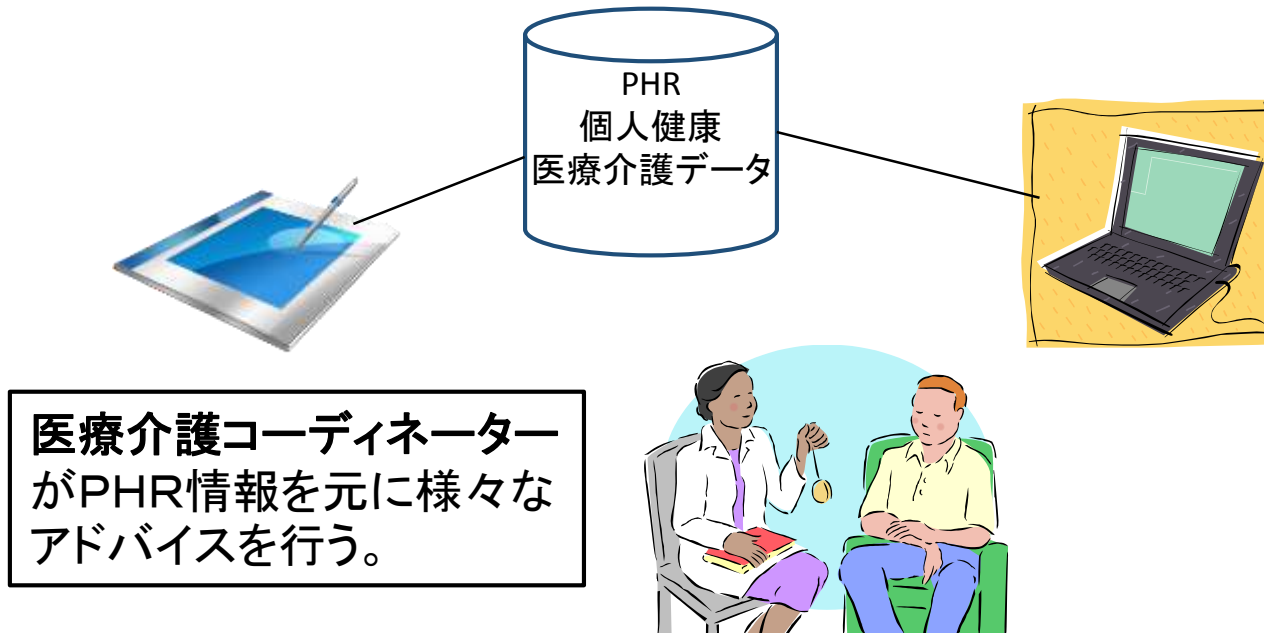 PHR
個人健康
医療介護データ
医療介護コーディネーター
がPHR情報を元に様々な
アドバイスを行う。